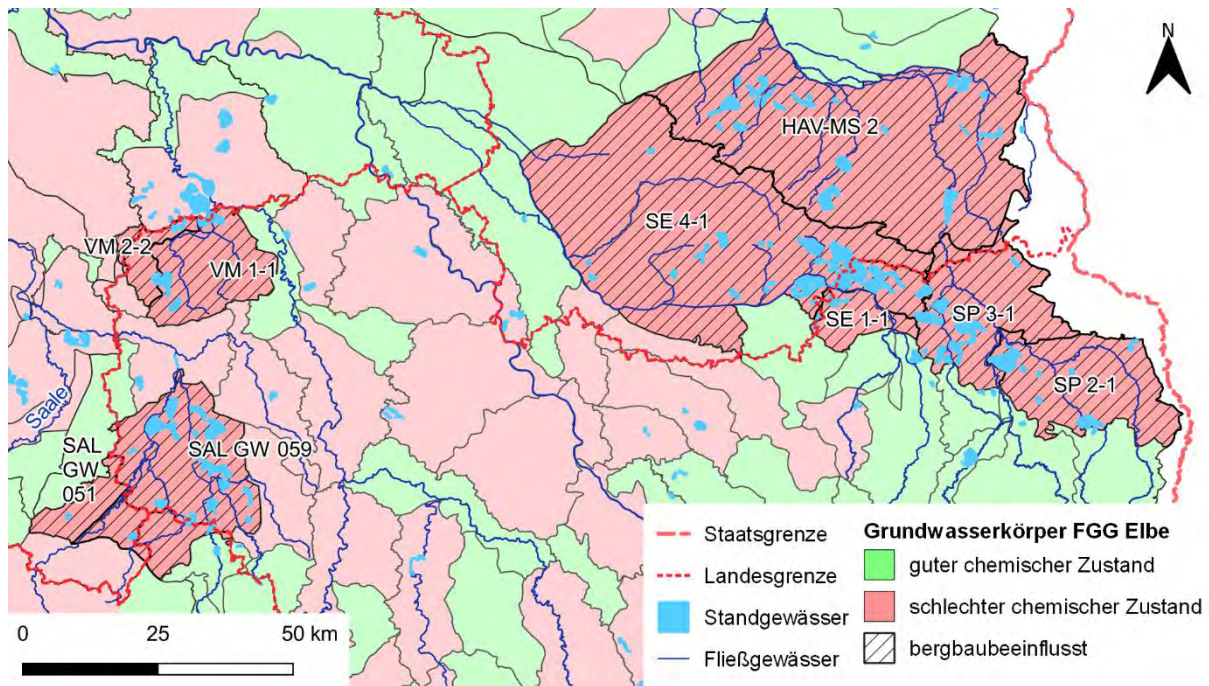 N
HAV-MS 2
SE 4-1
VM 2-2
VM 1-1
SE 1-1
SP 3-1
SP 2-1
Saale
SAL
GW
051
SAL GW 059
Staatsgrenze
Landesgrenze
Standgewässer
Fließgewässer
Grundwasserkörper FGG Elbe
guter chemischer Zustand
schlechter chemischer Zustand
bergbaubeeinflusst
0 25 50 km